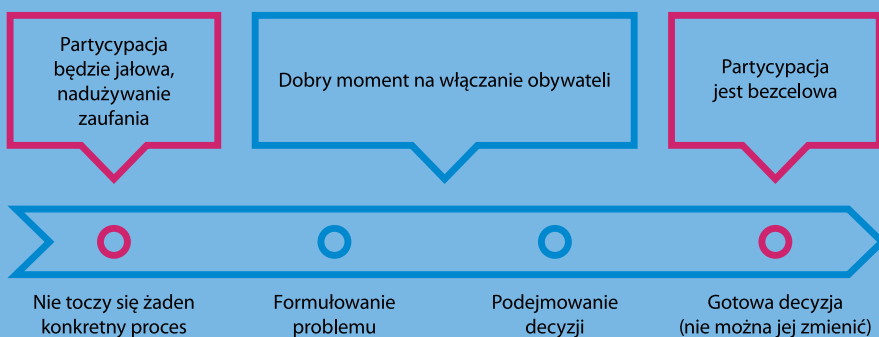 Partycypacja
będzie jałowa,
nadużywanie
zaufania
Dobry moment na włączanie obywateli
Partycypacja
jest bezcelowa
Nie toczy się żaden
konkretny proces
Formułowanie
problemu
Podejmowanie
decyzji
Gotowa decyzja
(nie można jej zmienić)